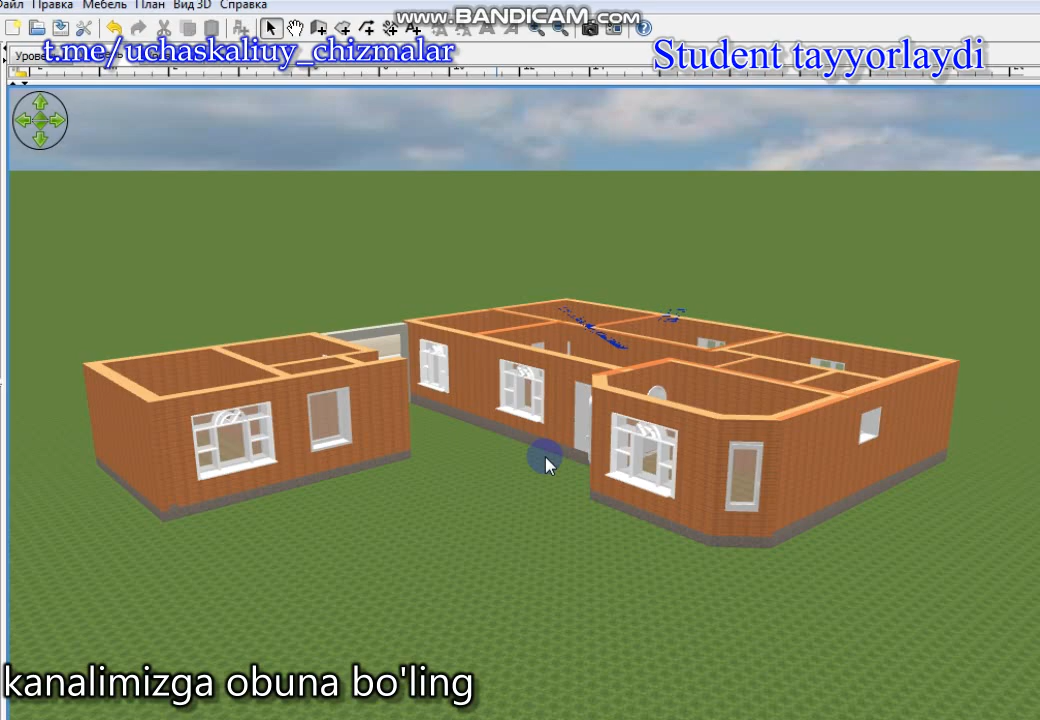 Файл Правка Мебель План Вид 3D Справка
www.BANDICAM.com
t.me/uchaskaliuy_chizmalar
Student tayyorlaydi
kanalimizga obuna bo'ling